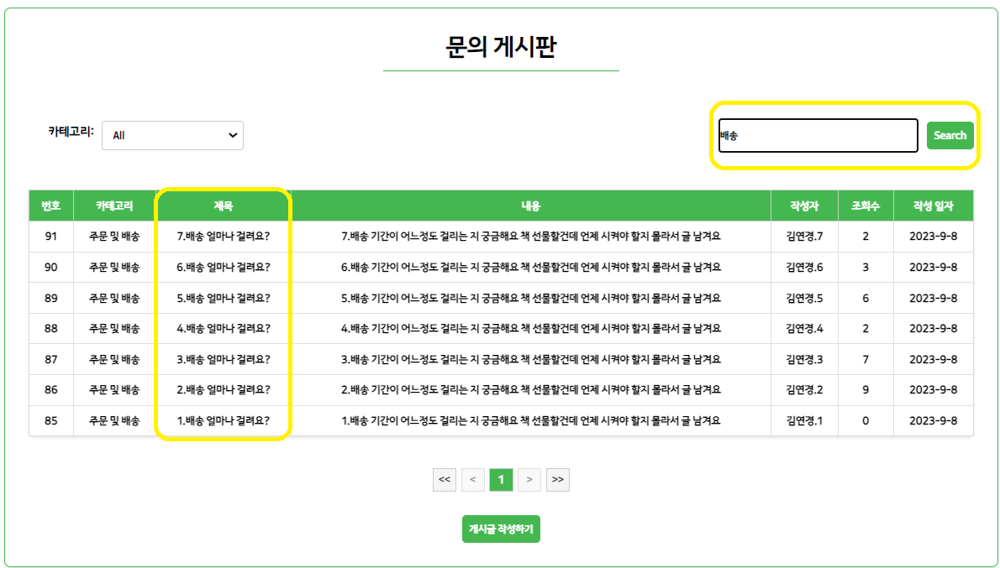 문의 게시판
카테고리: All 배송 Search
번호 카테고리 제목 내용 작성자 조회수 작성 일자
91 주문 및 배송 7.배송 얼마나 걸려요? 7.배송 기간이 어느정도 걸리는 지 궁금해요 책 선물할건데 언제 시켜야 할지 몰라서 글 남겨요 김연경.7 2 2023-9-8
90 주문 및 배송 6.배송 얼마나 걸려요? 6.배송 기간이 어느정도 걸리는 지 궁금해요 책 선물할건데 언제 시켜야 할지 몰라서 글 남겨요 김연경.6 3 2023-9-8
89 주문 및 배송 5.배송 얼마나 걸려요? 5.배송 기간이 어느정도 걸리는 지 궁금해요 책 선물할건데 언제 시켜야 할지 몰라서 글 남겨요 김연경.5 6 2023-9-8
88 주문 및 배송 4.배송 얼마나 걸려요? 4.배송 기간이 어느정도 걸리는 지 궁금해요 책 선물할건데 언제 시켜야 할지 몰라서 글 남겨요 김연경.4 2 2023-9-8
87 주문 및 배송 3.배송 얼마나 걸려요? 3.배송 기간이 어느정도 걸리는 지 궁금해요 책 선물할건데 언제 시켜야 할지 몰라서 글 남겨요 김연경.3 7 2023-9-8
86 주문 및 배송 2.배송 얼마나 걸려요? 2.배송 기간이 어느정도 걸리는 지 궁금해요 책 선물할건데 언제 시켜야 할지 몰라서 글 남겨요 김연경.2 9 2023-9-8
85 주문 및 배송 1.배송 얼마나 걸려요? 1.배송 기간이 어느정도 걸리는 지 궁금해요 책 선물할건데 언제 시켜야 할지 몰라서 글 남겨요 김연경.1 0 2023-9-8
<< < 1 > >>
게시글 작성하기